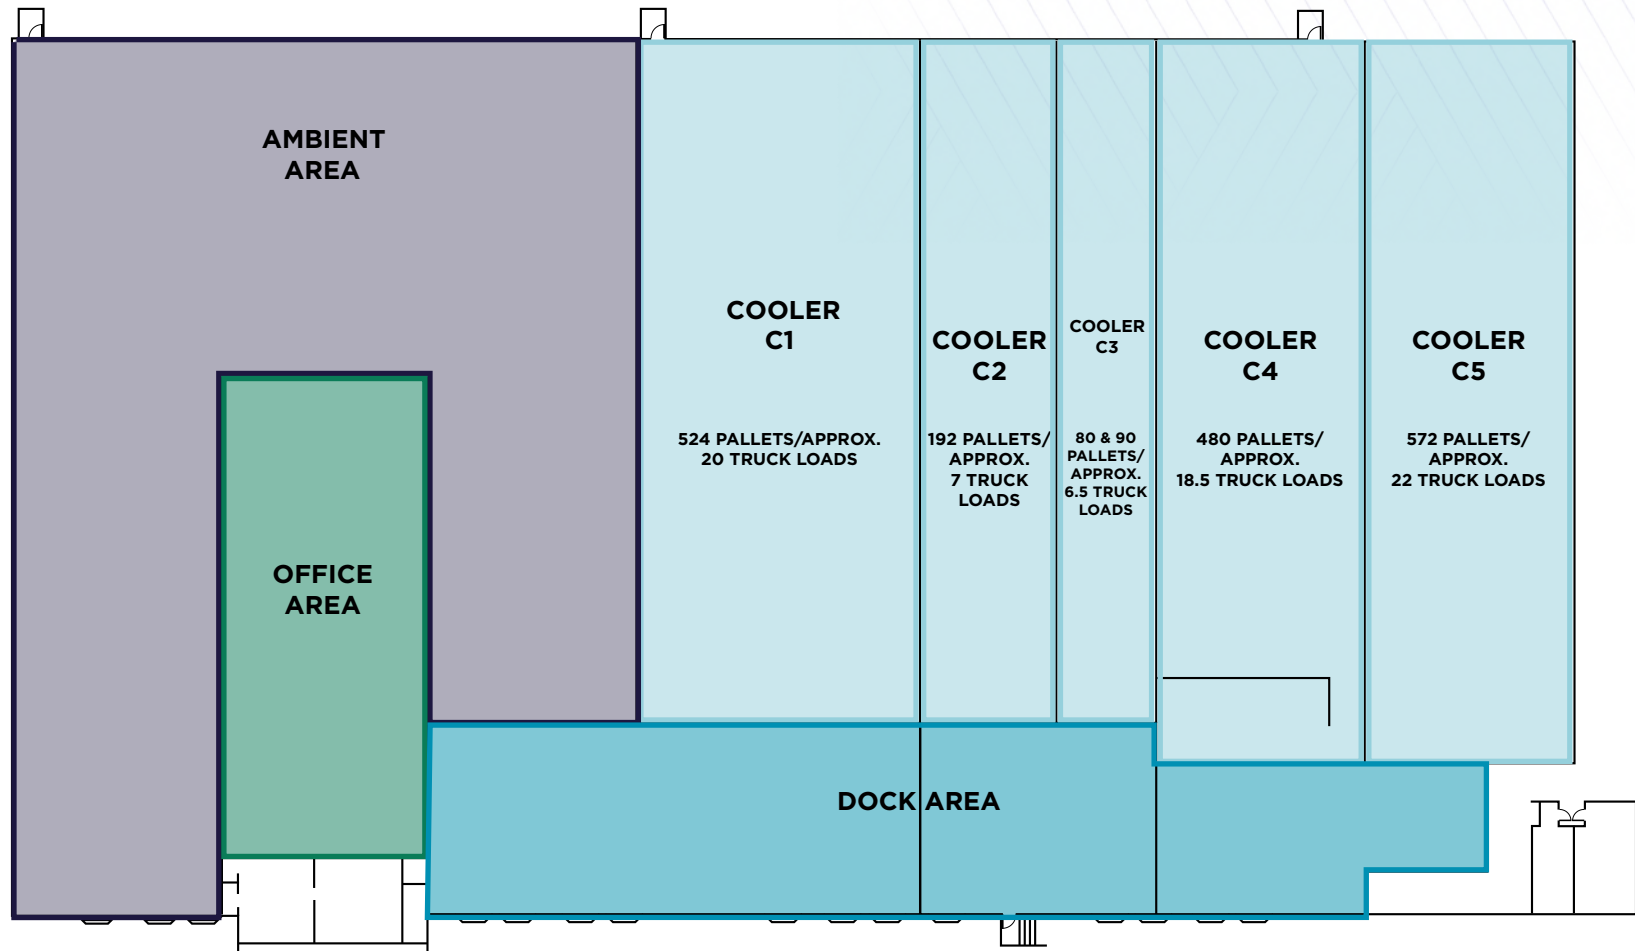 AMBIENT
AREA
COOLER
C1
524 PALLETS/APPROX.
20 TRUCK LOADS
COOLER
C2
192 PALLETS/
APPROX.
7 TRUCK
LOADS
COOLER
C3
80 & 90
PALLETS/
APPROX.
6.5 TRUCK
LOADS
COOLER
C4
480 PALLETS/
APPROX.
18.5 TRUCK LOADS
COOLER
C5
572 PALLETS/
APPROX.
22 TRUCK LOADS
OFFICE
AREA
DOCK AREA